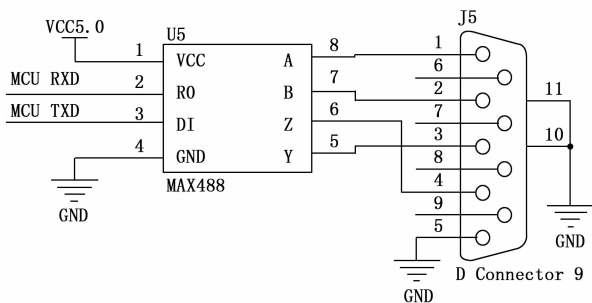 VCC5.0
U5
J5
1 VCC A 8 1
6
MCU RXD 2 RO B 7 2 11
7
MCU TXD 3 DI Z 6 3 10
8
4 GND Y 5 4
9
MAX488
5
GND
GND
GND
D Connector 9